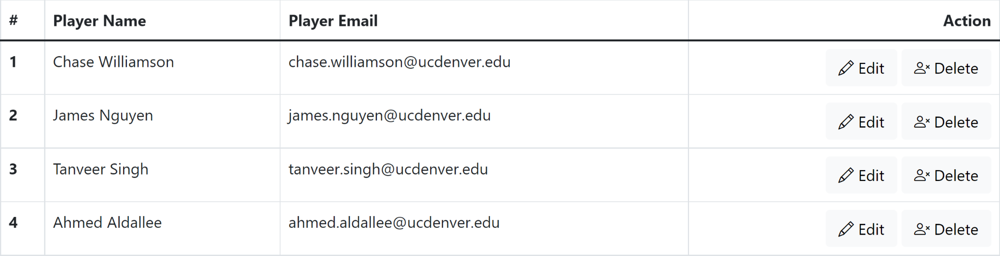 # Player Name Player Email Action
1 Chase Williamson chase.williamson@ucdenver.edu Edit Delete
2 James Nguyen james.nguyen@ucdenver.edu Edit Delete
3 Tanveer Singh tanveer.singh@ucdenver.edu Edit Delete
4 Ahmed Aldallee ahmed.aldallee@ucdenver.edu Edit Delete